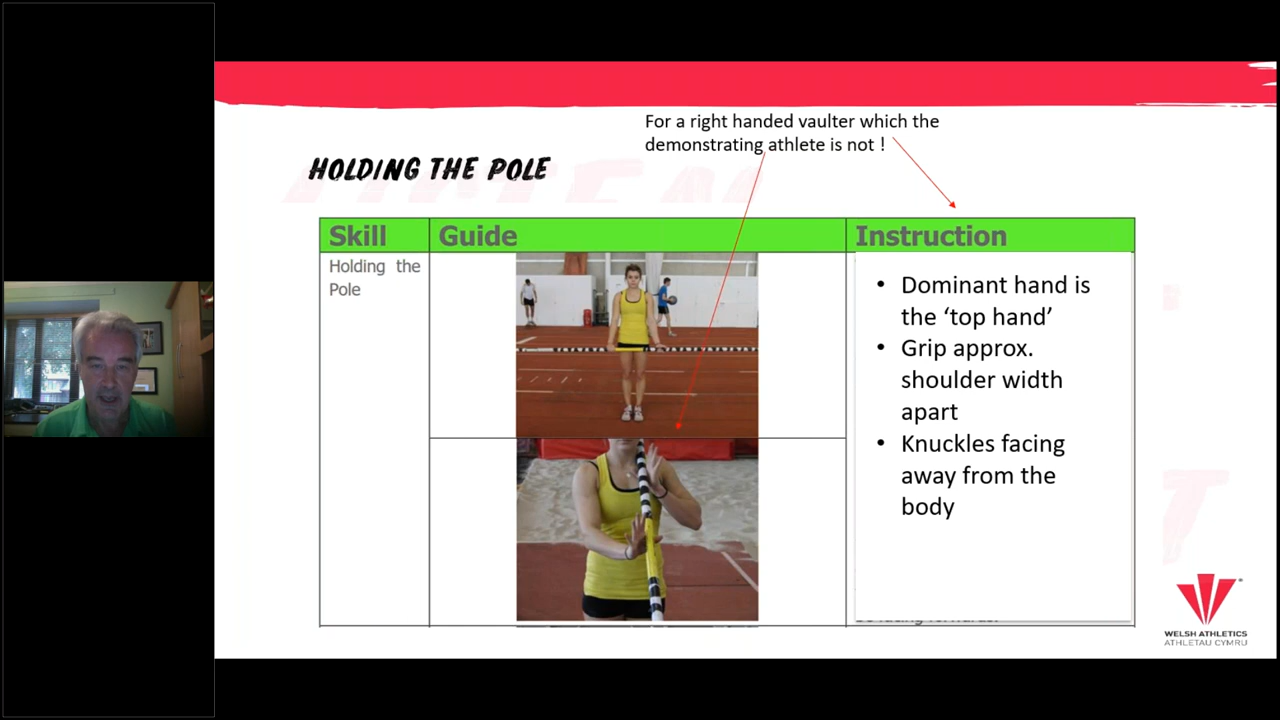 For a right handed vaulter which the
demonstrating athlete is not !
HOLDING THE POLE
Skill
Guide
Instruction
Holding the
Pole
• Dominant hand is
the ‘top hand’
• Grip approx.
shoulder width
apart
• Knuckles facing
away from the
body
WELSH ATHLETICS
ATHLETAU CYMRU